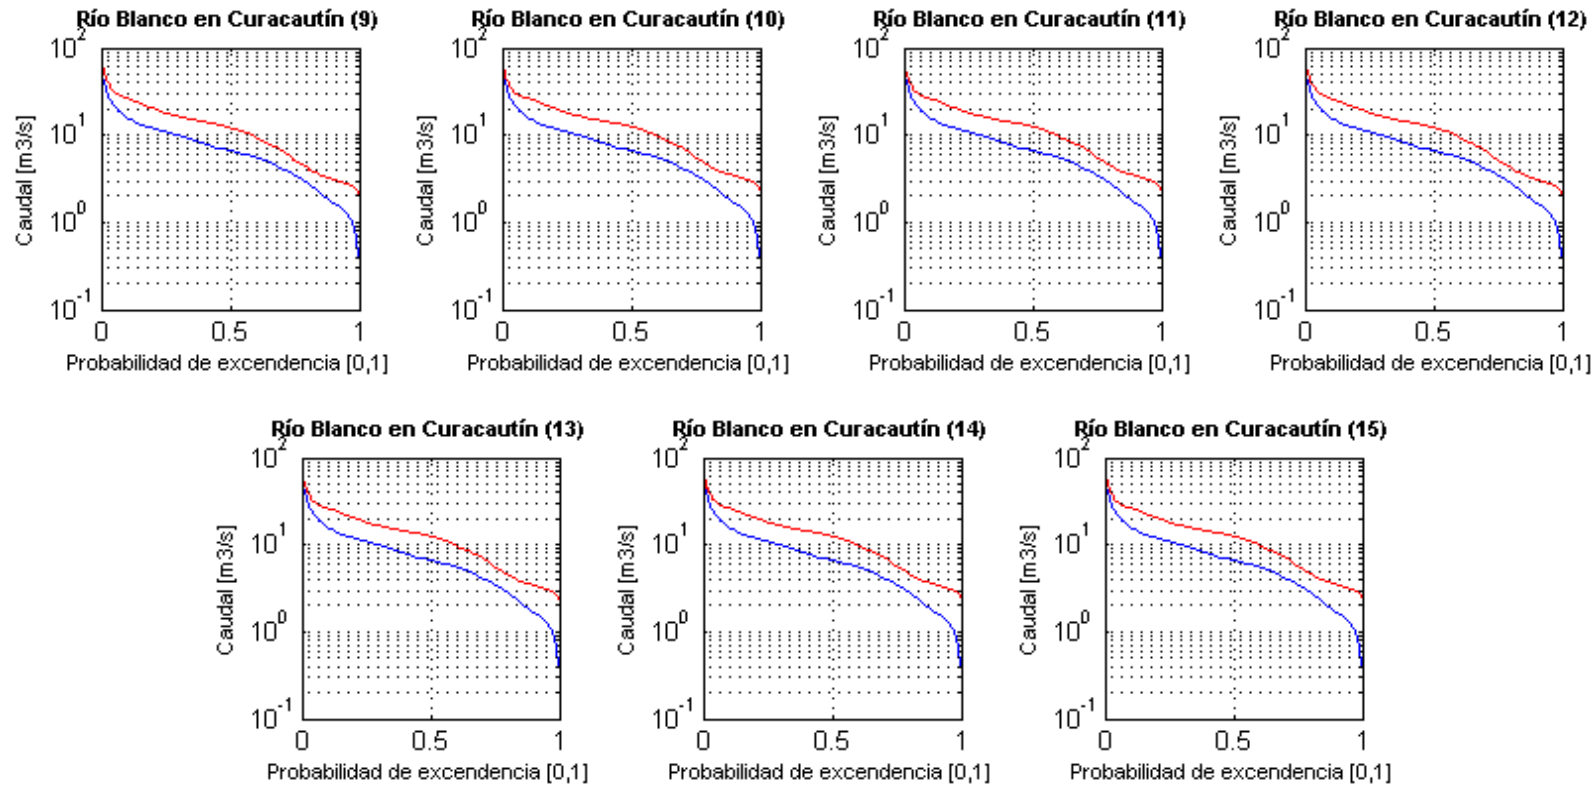 Río Blanco en Curacautín (9)
10^2
10^1
10^0
10^-1
Caudal [m3/s]
0 0.5 1
Probabilidad de excendencia [0,1]
Río Blanco en Curacautín (10)
10^2
10^1
10^0
10^-1
Caudal [m3/s]
0 0.5 1
Probabilidad de excendencia [0,1]
Río Blanco en Curacautín (11)
10^2
10^1
10^0
10^-1
Caudal [m3/s]
0 0.5 1
Probabilidad de excendencia [0,1]
Río Blanco en Curacautín (12)
10^2
10^1
10^0
10^-1
Caudal [m3/s]
0 0.5 1
Probabilidad de excendencia [0,1]
Río Blanco en Curacautín (13)
10^2
10^1
10^0
10^-1
Caudal [m3/s]
0 0.5 1
Probabilidad de excendencia [0,1]
Río Blanco en Curacautín (14)
10^2
10^1
10^0
10^-1
Caudal [m3/s]
0 0.5 1
Probabilidad de excendencia [0,1]
Río Blanco en Curacautín (15)
10^2
10^1
10^0
10^-1
Caudal [m3/s]
0 0.5 1
Probabilidad de excendencia [0,1]